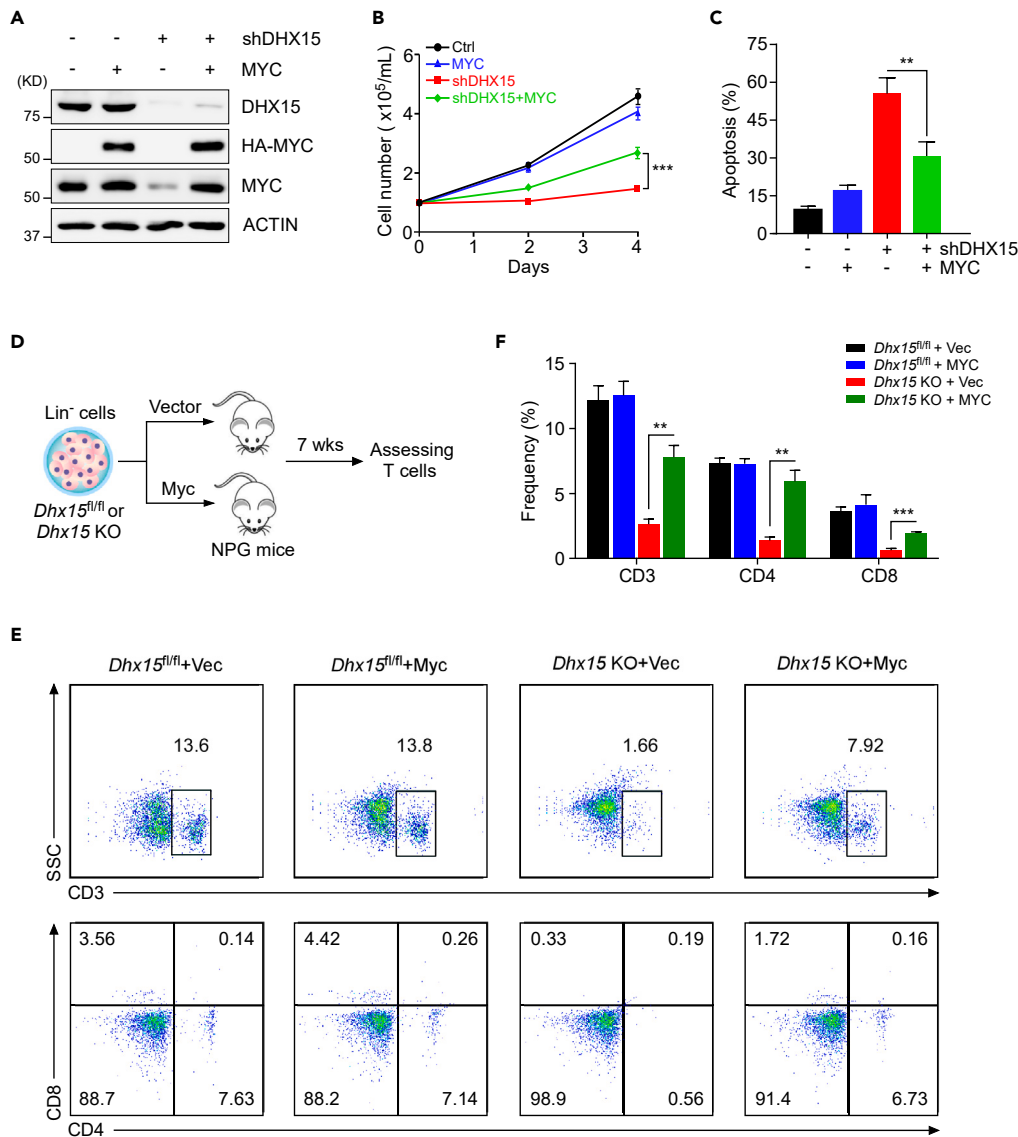 A
- - + + shDHX15
- + - + MYC
(KD)
DHX15
75
HA-MYC
50
MYC
50
ACTIN
37
B
Ctrl
MYC
shDHX15
shDHX15+MYC
Cell number ( x10⁵/mL)
6
4
2
0
***
0 2 4
Days
C
Apoptosis (%)
75
60
45
30
15
0
**
- - + + shDHX15
- + - + MYC
D
Lin⁻ cells
Dhx15ᶠˡ/ᶠˡ or
Dhx15 KO
Vector
Myc
NPG mice
7 wks
Assessing
T cells
F
Dhx15ᶠˡ/ᶠˡ + Vec
Dhx15ᶠˡ/ᶠˡ + MYC
Dhx15 KO + Vec
Dhx15 KO + MYC
Frequency (%)
15
10
5
0
**
**
***
CD3 CD4 CD8
E
Dhx15ᶠˡ/ᶠˡ+Vec Dhx15ᶠˡ/ᶠˡ+Myc Dhx15 KO+Vec Dhx15 KO+Myc
13.6 13.8 1.66 7.92
SSC
CD3
3.56 0.14 4.42 0.26 0.33 0.19 1.72 0.16
88.7 7.63 88.2 7.14 98.9 0.56 91.4 6.73
CD8
CD4